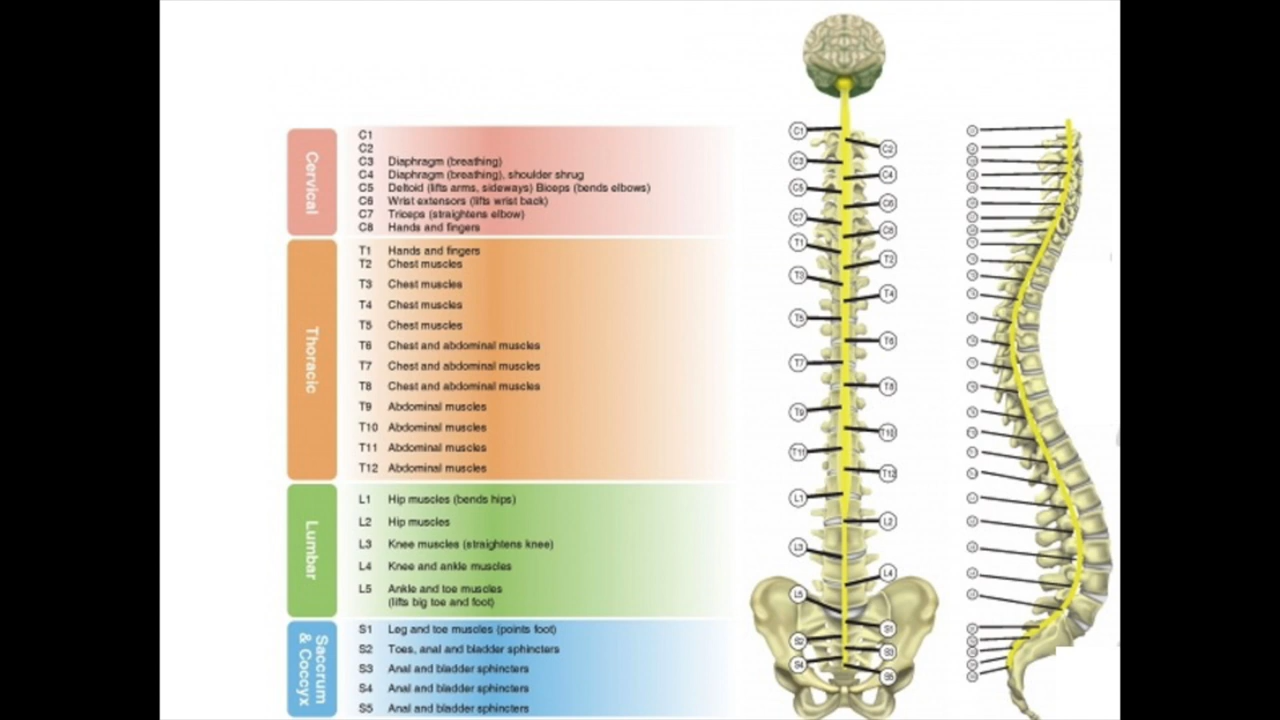 Cervical
C1
C2
C3 Diaphragm (breathing)
C4 Diaphragm (breathing), shoulder shrug
C5 Deltoid (lifts arms, sideways) Biceps (bends elbows)
C6 Wrist extensors (lifts wrist back)
C7 Triceps (straightens elbow)
C8 Hands and fingers
Thoracic
T1 Hands and fingers
T2 Chest muscles
T3 Chest muscles
T4 Chest muscles
T5 Chest muscles
T6 Chest and abdominal muscles
T7 Chest and abdominal muscles
T8 Chest and abdominal muscles
T9 Abdominal muscles
T10 Abdominal muscles
T11 Abdominal muscles
T12 Abdominal muscles
Lumbar
L1 Hip muscles (bends hips)
L2 Hip muscles
L3 Knee muscles (straightens knee)
L4 Knee and ankle muscles
L5 Ankle and toe muscles
(lifts big toe and foot)
Saccrum
& Coccyx
S1 Leg and toe muscles (points foot)
S2 Toes, anal and bladder sphincters
S3 Anal and bladder sphincters
S4 Anal and bladder sphincters
S5 Anal and bladder sphincters
C1
C2
C3
C4
C5
C6
C7
C8
T1
T2
T3
T4
T5
T6
T7
T8
T9
T10
T11
T12
L1
L2
L3
L4
L5
S1
S2
S3
S4
S5